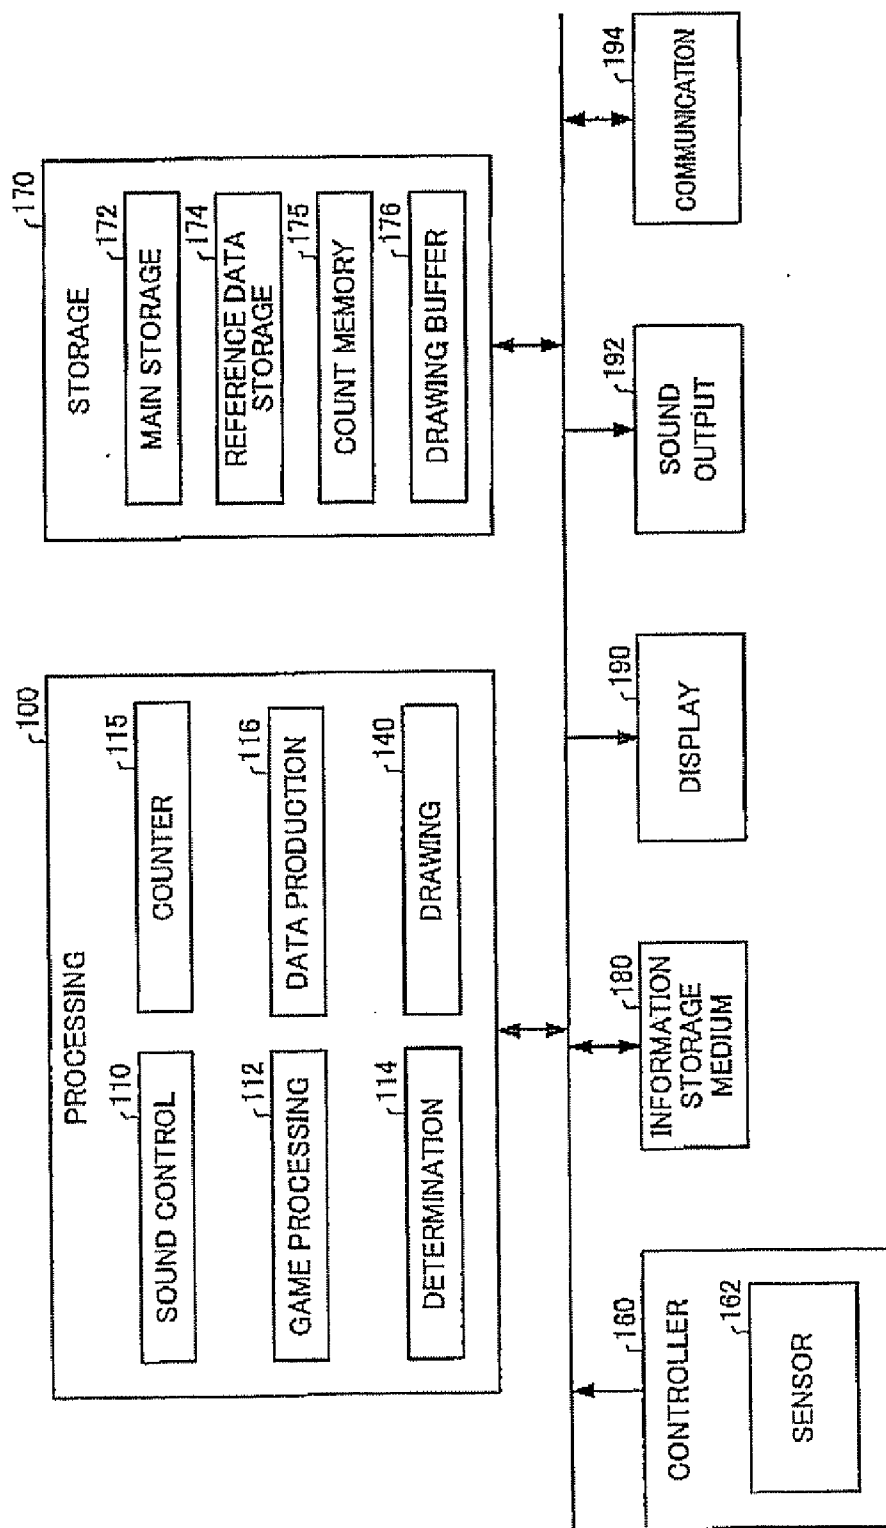 PROCESSING
100
SOUND CONTROL
110
COUNTER
115
GAME PROCESSING
112
DATA PRODUCTION
116
DETERMINATION
114
DRAWING
140
STORAGE
170
MAIN STORAGE
172
REFERENCE DATA
STORAGE
174
COUNT MEMORY
175
DRAWING BUFFER
176
CONTROLLER
160
SENSOR
162
INFORMATION
STORAGE
MEDIUM
180
DISPLAY
190
SOUND
OUTPUT
192
COMMUNICATION
194